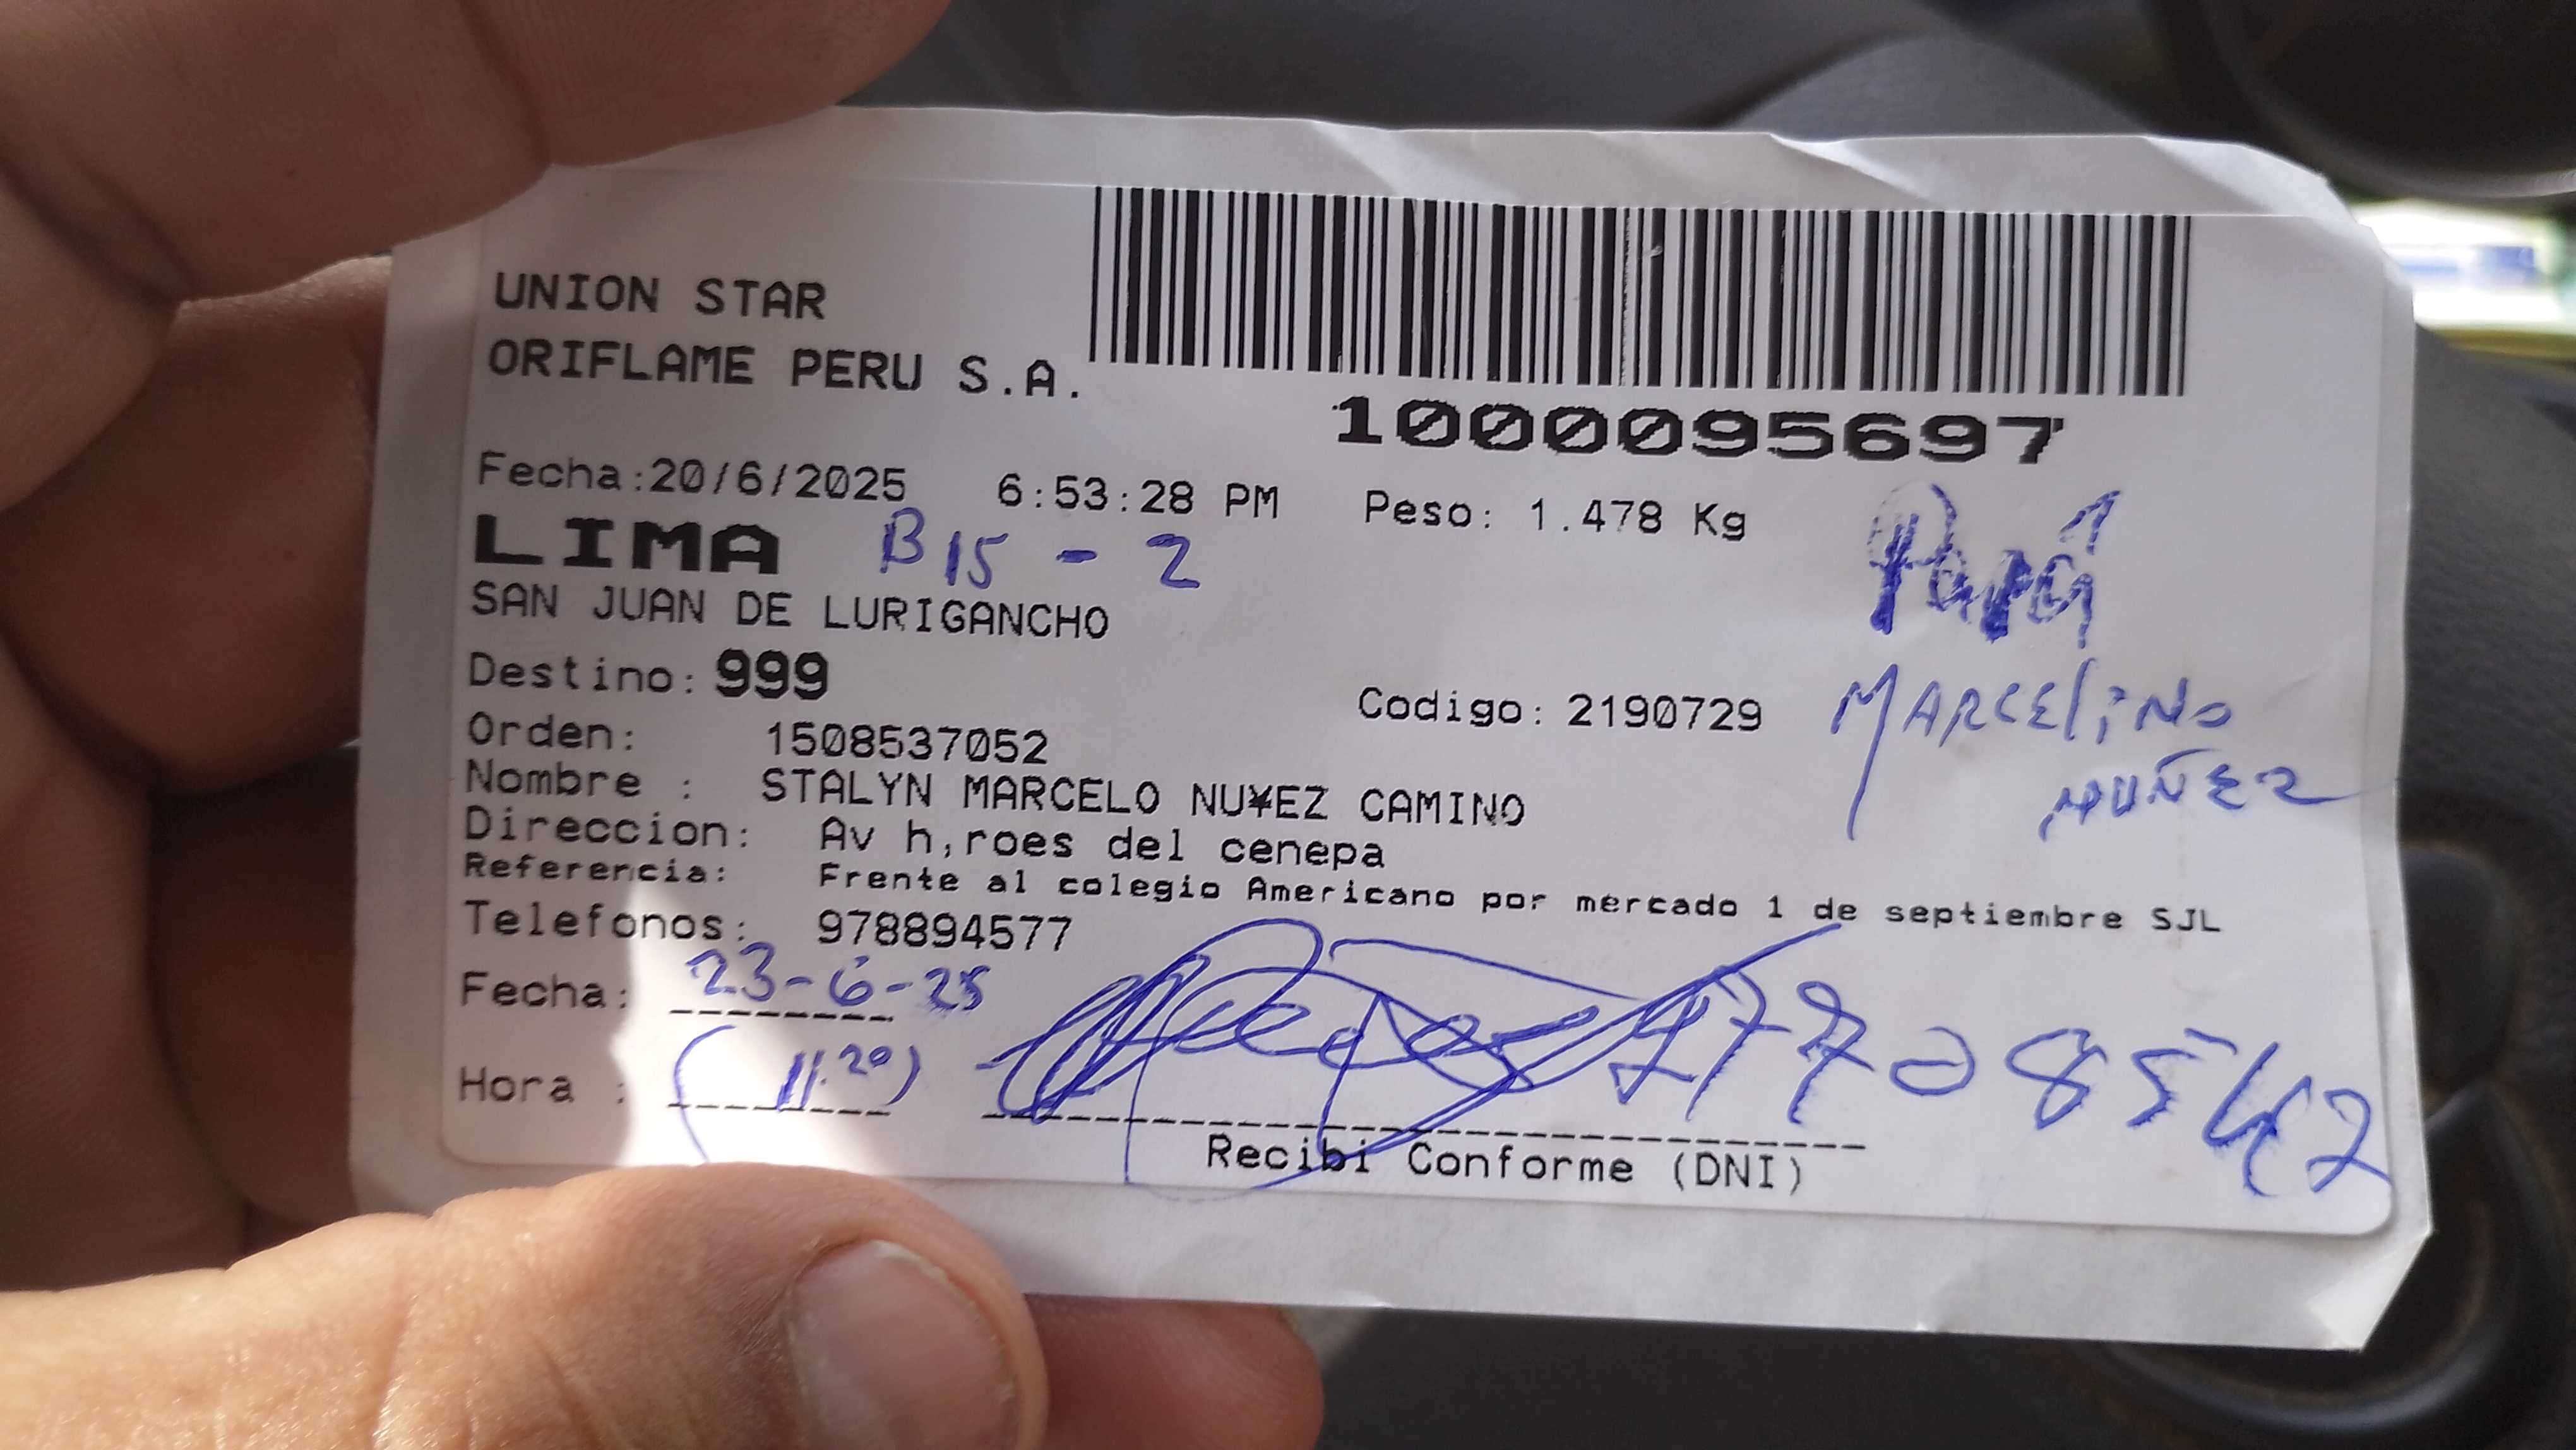 UNION STAR
ORIFLAME PERU S.A.
1000095697
Fecha:20/6/2025 6:53:28 PM Peso: 1.478 Kg
LIMA B15 - 2
Papá
SAN JUAN DE LURIGANCHO
Destino: 999
Codigo: 2190729
MARCELiNo
Orden: 1508537052
Nombre : STALYN MARCELO NU¥EZ CAMINO
NUÑEZ
Direccion: Av h,roes del cenepa
Referencia: Frente al colegio Americano por mercado 1 de septiembre SJL
Telefonos: 978894577
Fecha: 23-6-25
Hora : (11.20)
Recibi Conforme (DNI)